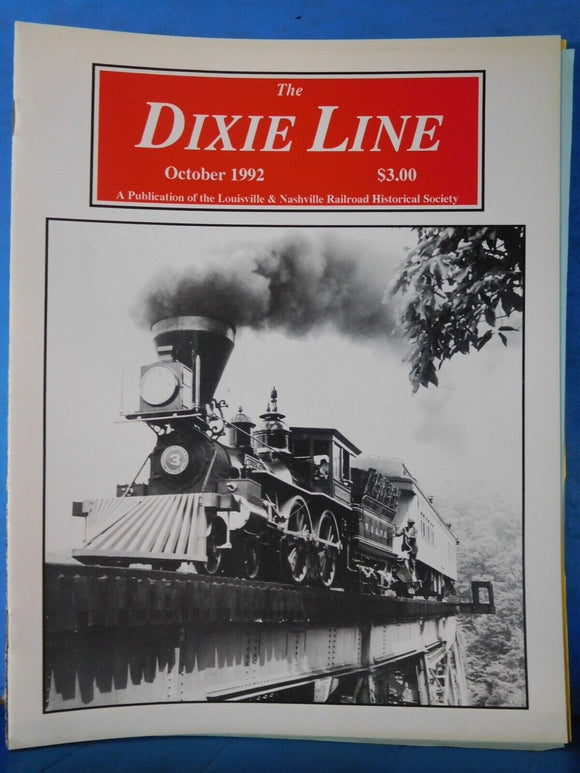 The
DIXIE LINE
October 1992 $3.00
A Publication of the Louisville & Nashville Railroad Historical Society
3